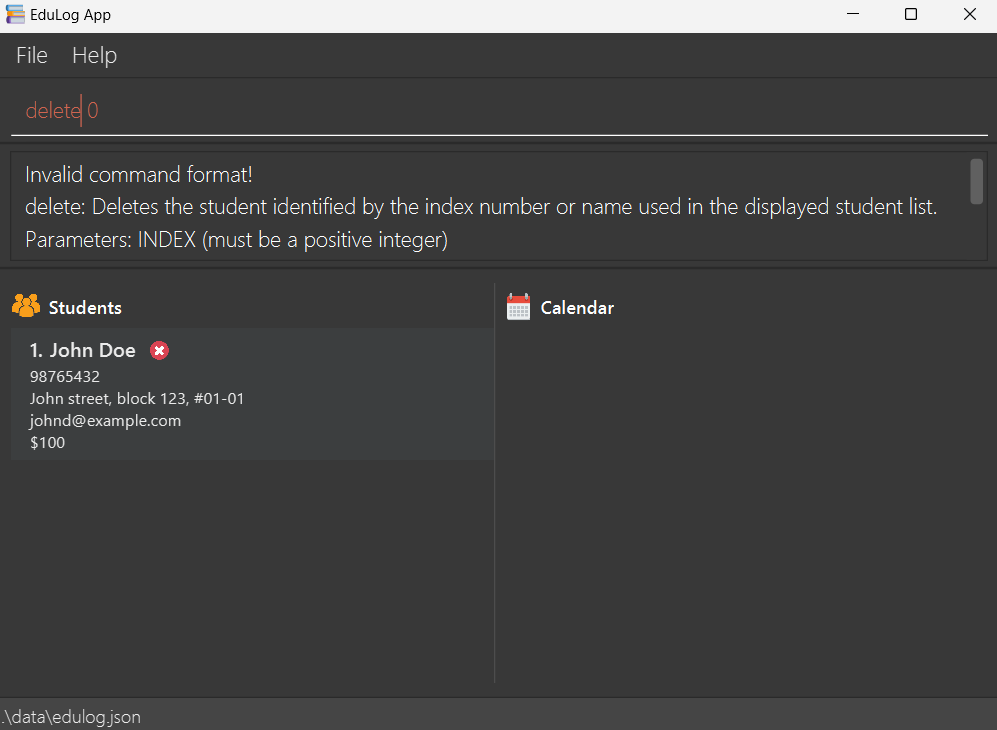 EduLog App
File Help
delete 0
Invalid command format!
delete: Deletes the student identified by the index number or name used in the displayed student list.
Parameters: INDEX (must be a positive integer)
Students
1. John Doe
98765432
John street, block 123, #01-01
johnd@example.com
$100
Calendar
.\data\edulog.json